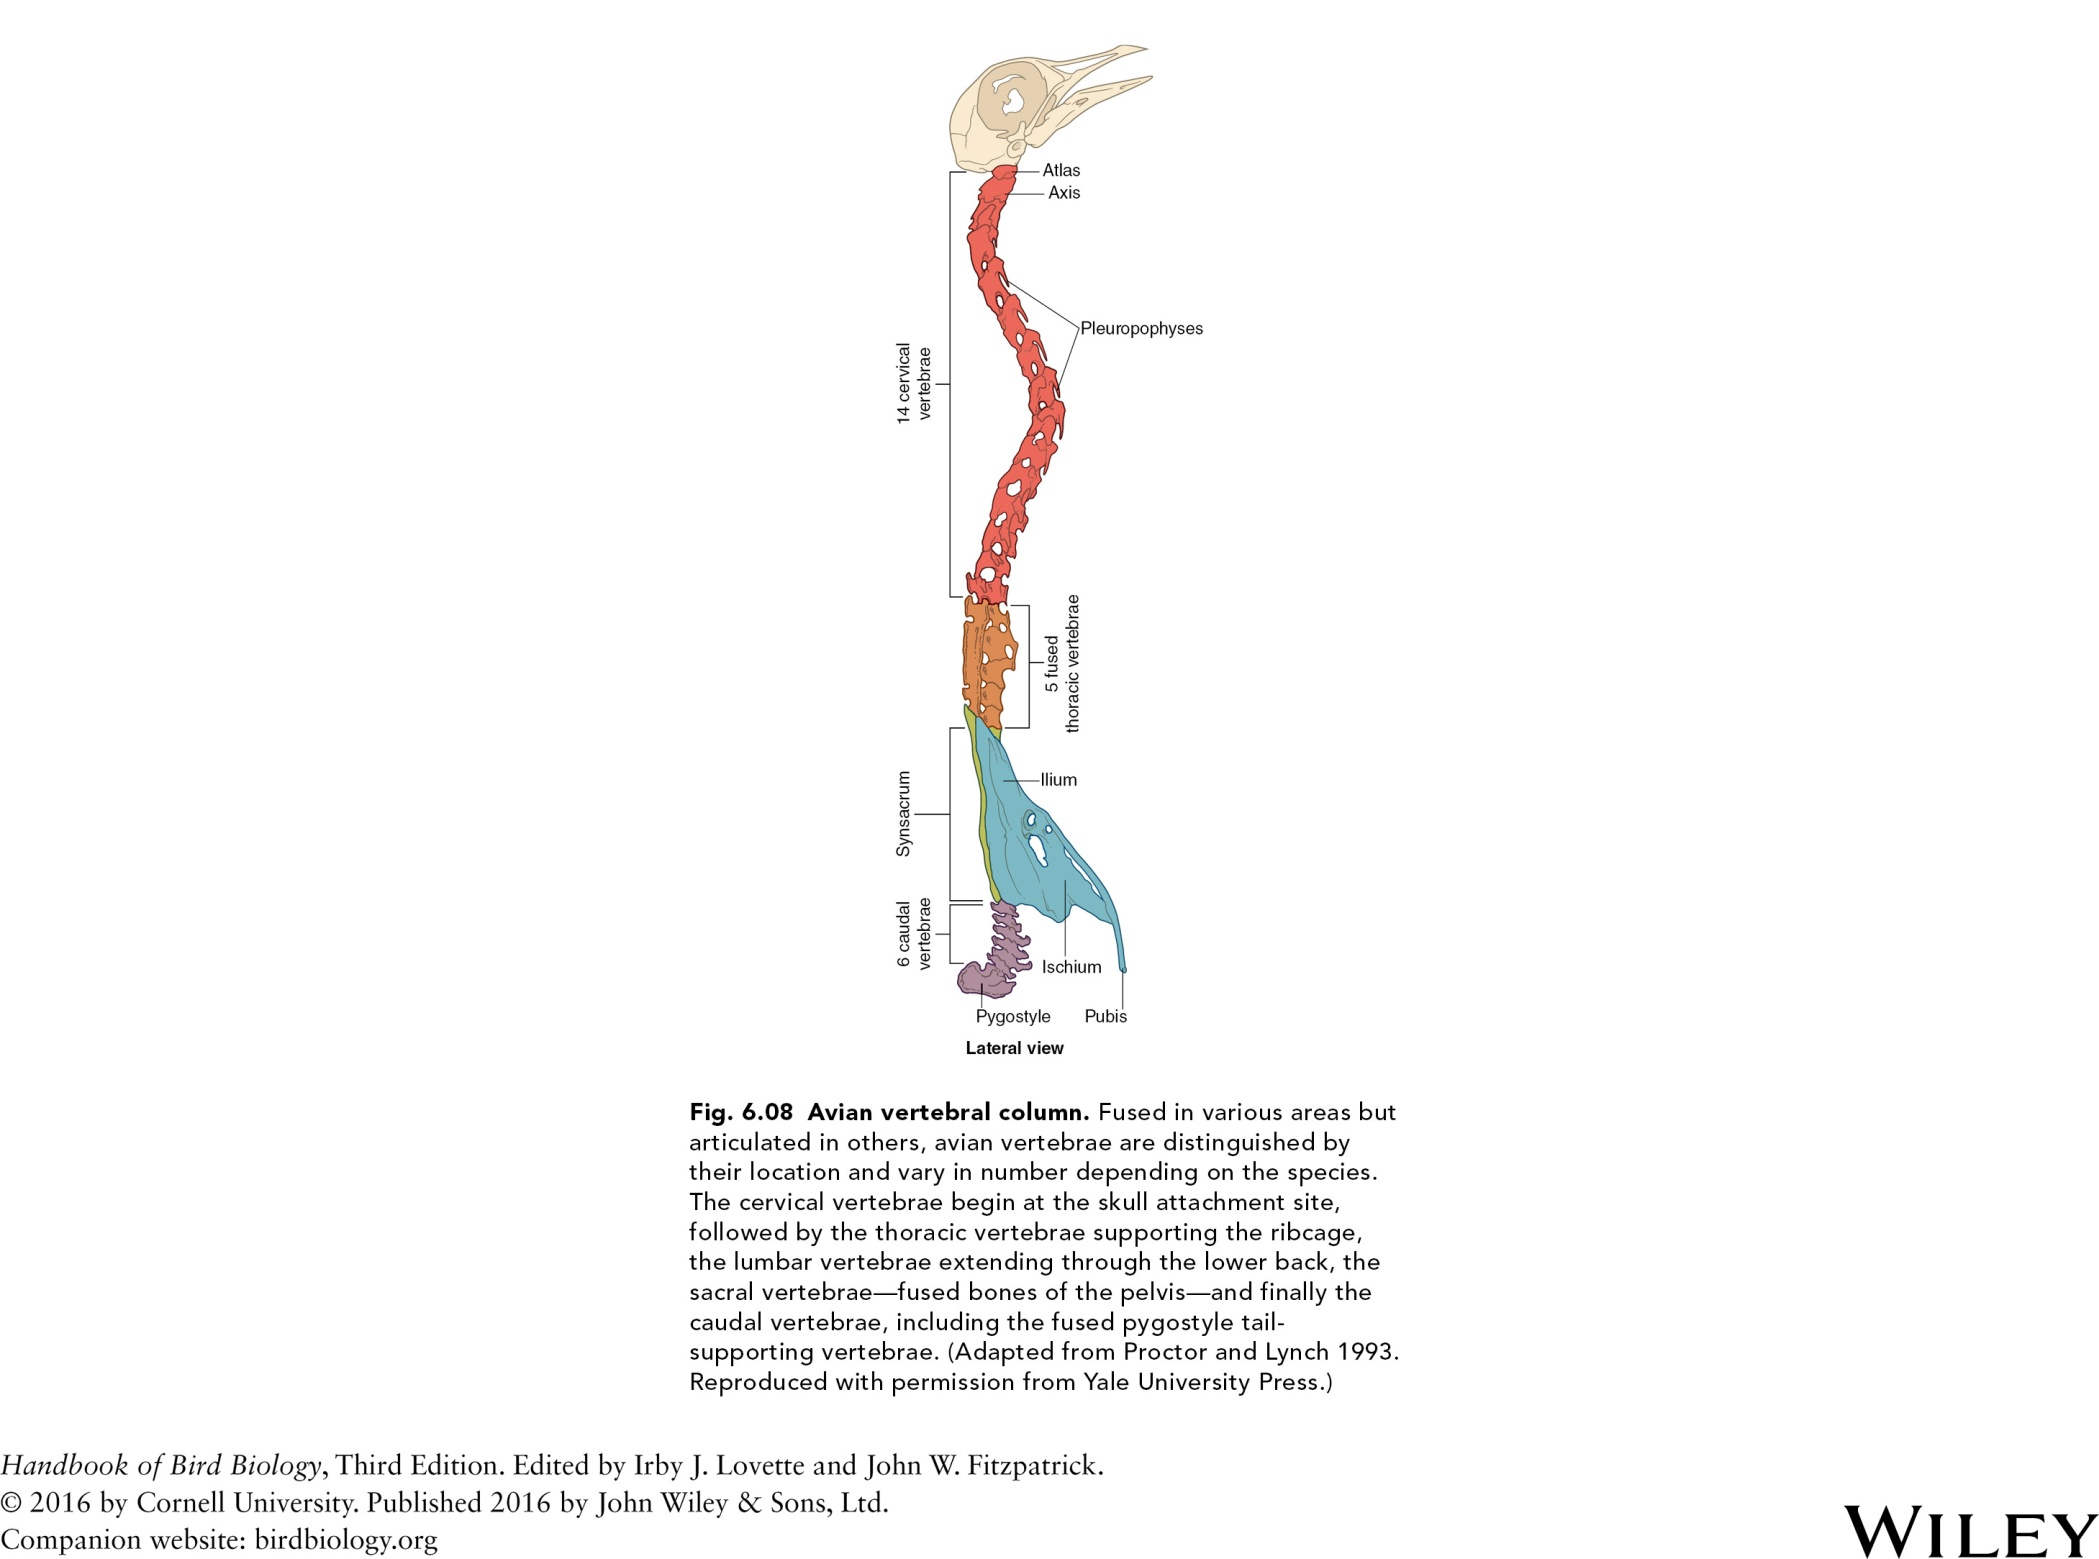 Atlas
Axis
Pleuropophyses
14 cervical
vertebrae
5 fused
thoracic vertebrae
Ilium
Synsacrum
6 caudal
vertebrae
Ischium
Pygostyle
Pubis
Lateral view
Fig. 6.08 Avian vertebral column. Fused in various areas but
articulated in others, avian vertebrae are distinguished by
their location and vary in number depending on the species.
The cervical vertebrae begin at the skull attachment site,
followed by the thoracic vertebrae supporting the ribcage,
the lumbar vertebrae extending through the lower back, the
sacral vertebrae—fused bones of the pelvis—and finally the
caudal vertebrae, including the fused pygostyle tail-
supporting vertebrae. (Adapted from Proctor and Lynch 1993.
Reproduced with permission from Yale University Press.)
Handbook of Bird Biology, Third Edition. Edited by Irby J. Lovette and John W. Fitzpatrick.
© 2016 by Cornell University. Published 2016 by John Wiley & Sons, Ltd.
Companion website: birdbiology.org
WILEY